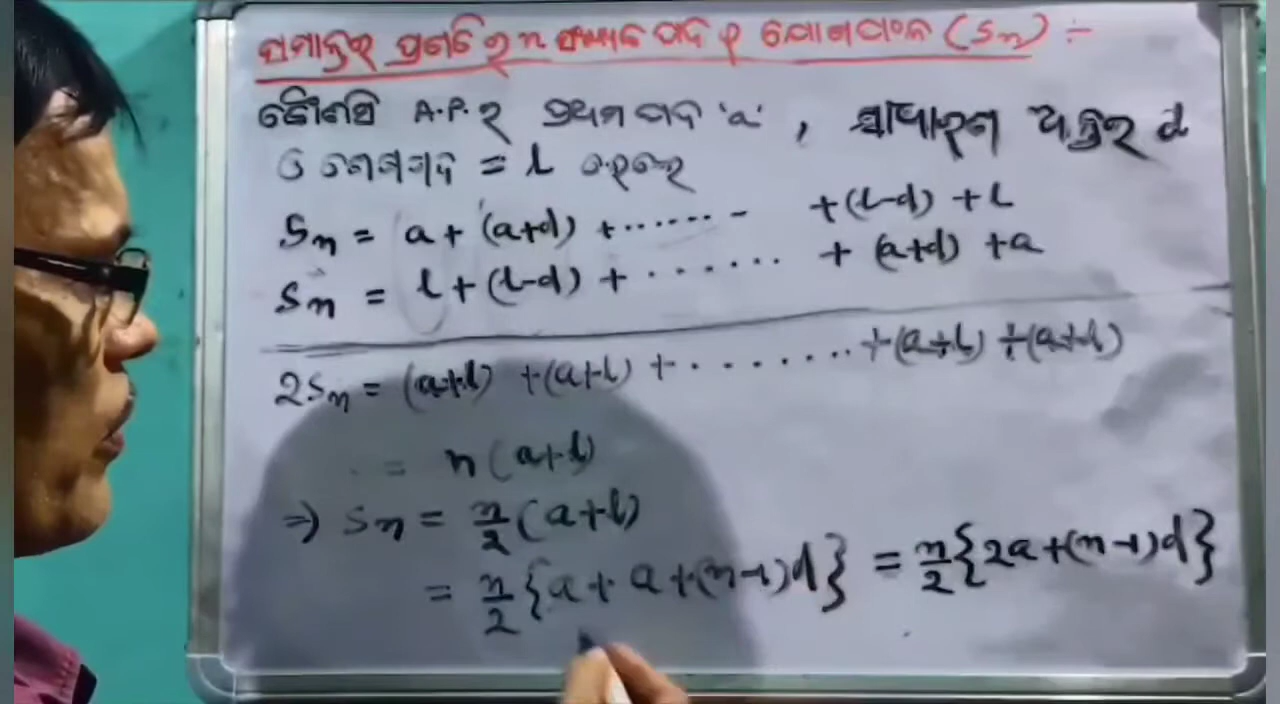 ସମାନ୍ତର ପ୍ରଗତିର n ସଂଖ୍ୟକ ପଦ ର ଯୋଗଫଳ (Sn) :-
କୌଣସି A.P. ର ପ୍ରଥମ ପଦ 'a' , ସାଧାରଣ ଅନ୍ତର d
ଓ ଶେଷପଦ = l ହେଲେ
Sn = a + (a+d) + ....... +(l-d) + l
Sn = l + (l-d) + ....... + (a+d) + a
2Sn = (a+l) + (a+l) + ........ + (a+l) + (a+l)
= n (a+l)
⇒ Sn = n/2 (a+l)
= n/2 {a + a + (n-1)d} = n/2 {2a + (n-1)d}